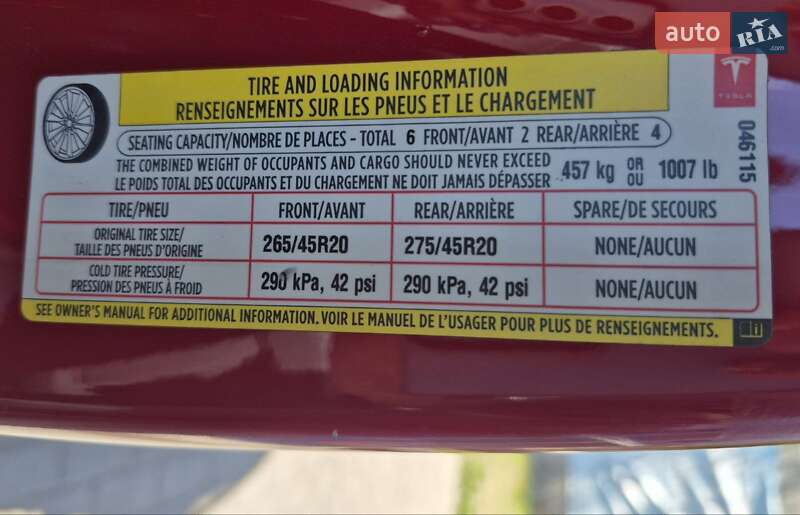 auto RIA .com
TIRE AND LOADING INFORMATION
RENSEIGNEMENTS SUR LES PNEUS ET LE CHARGEMENT
TESLA
SEATING CAPACITY/NOMBRE DE PLACES - TOTAL 6 FRONT/AVANT 2 REAR/ARRIÈRE 4
THE COMBINED WEIGHT OF OCCUPANTS AND CARGO SHOULD NEVER EXCEED
LE POIDS TOTAL DES OCCUPANTS ET DU CHARGEMENT NE DOIT JAMAIS DÉPASSER
457 kg OR OU 1007 lb
046115
TIRE/PNEU FRONT/AVANT REAR/ARRIÈRE SPARE/DE SECOURS
ORIGINAL TIRE SIZE/
TAILLE DES PNEUS D'ORIGINE
265/45R20 275/45R20 NONE/AUCUN
COLD TIRE PRESSURE/
PRESSION DES PNEUS À FROID
290 kPa, 42 psi 290 kPa, 42 psi NONE/AUCUN
SEE OWNER'S MANUAL FOR ADDITIONAL INFORMATION. VOIR LE MANUEL DE L'USAGER POUR PLUS DE RENSEIGNEMENTS.